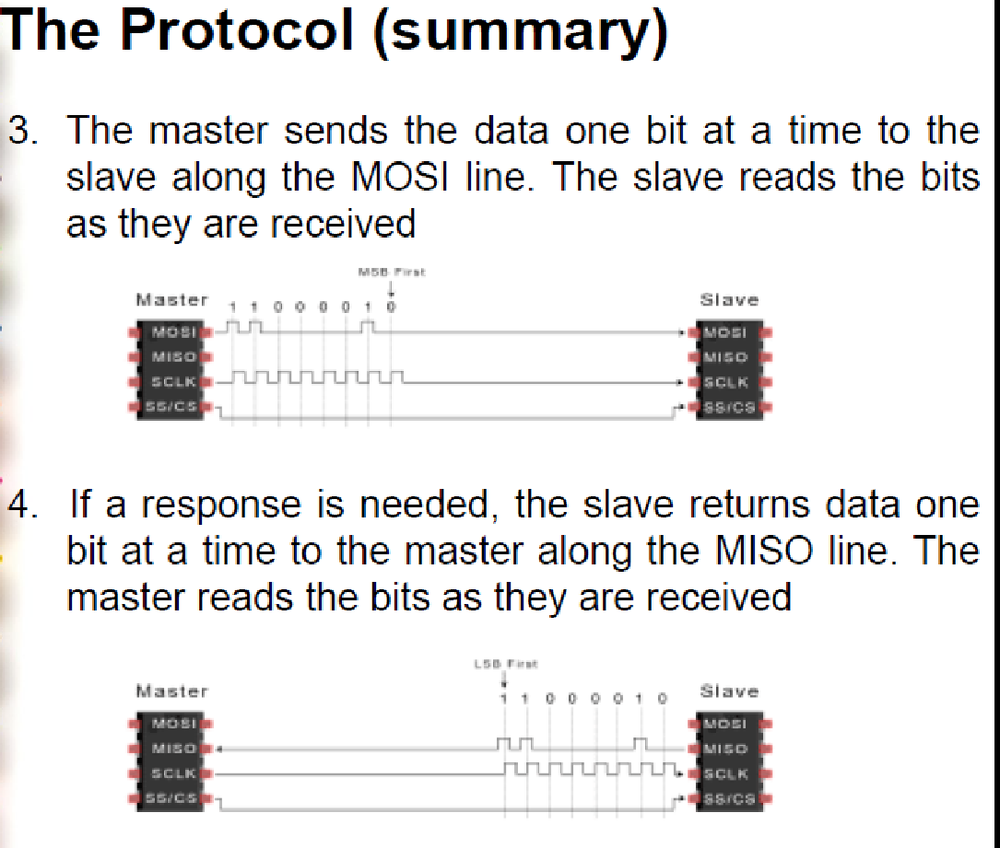 The Protocol (summary)
3. The master sends the data one bit at a time to the
slave along the MOSI line. The slave reads the bits
as they are received
MSB First
Master 1 1 0 0 0 0 1 0 Slave
MOSI MOSI
MISO MISO
SCLK SCLK
SS/CS SS/CS
4. If a response is needed, the slave returns data one
bit at a time to the master along the MISO line. The
master reads the bits as they are received
LSB First
Master 1 1 0 0 0 0 1 0 Slave
MOSI MOSI
MISO MISO
SCLK SCLK
SS/CS SS/CS